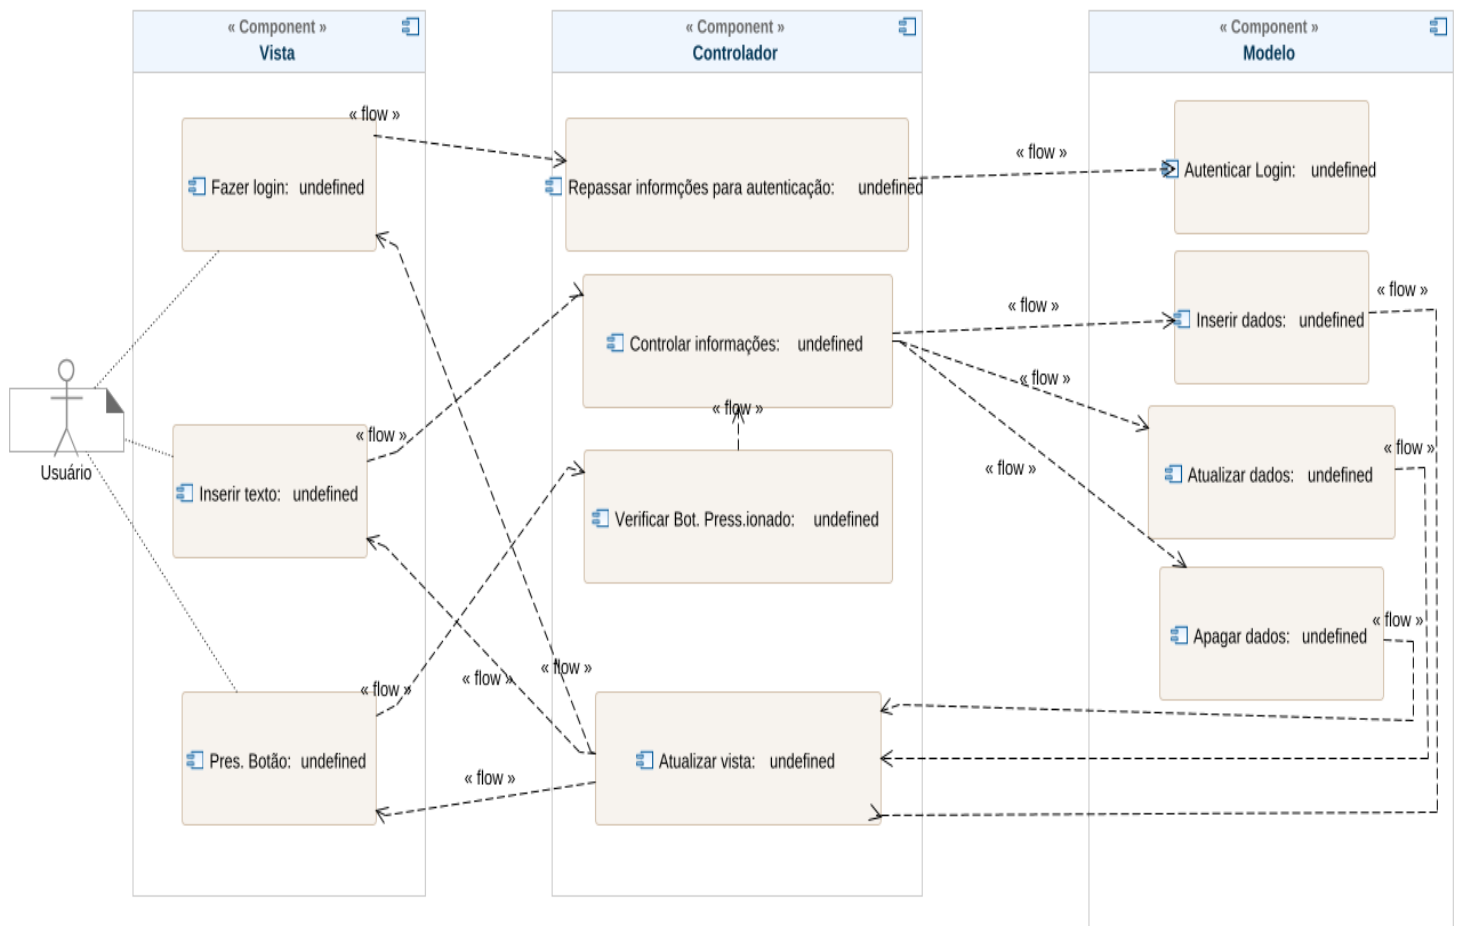 « Component »
Vista
« Component »
Controlador
« Component »
Modelo
« flow »
Fazer login: undefined
Repassar informções para autenticação: undefined
« flow »
Autenticar Login: undefined
« flow »
Inserir dados: undefined
« flow »
Controlar informações: undefined
« flow »
« flow »
« flow »
Usuário
« flow »
Inserir texto: undefined
Verificar Bot. Press.ionado: undefined
« flow »
Atualizar dados: undefined
« flow »
« flow »
Apagar dados: undefined
« flow »
« flow »
« flow »
Pres. Botão: undefined
« flow »
Atualizar vista: undefined